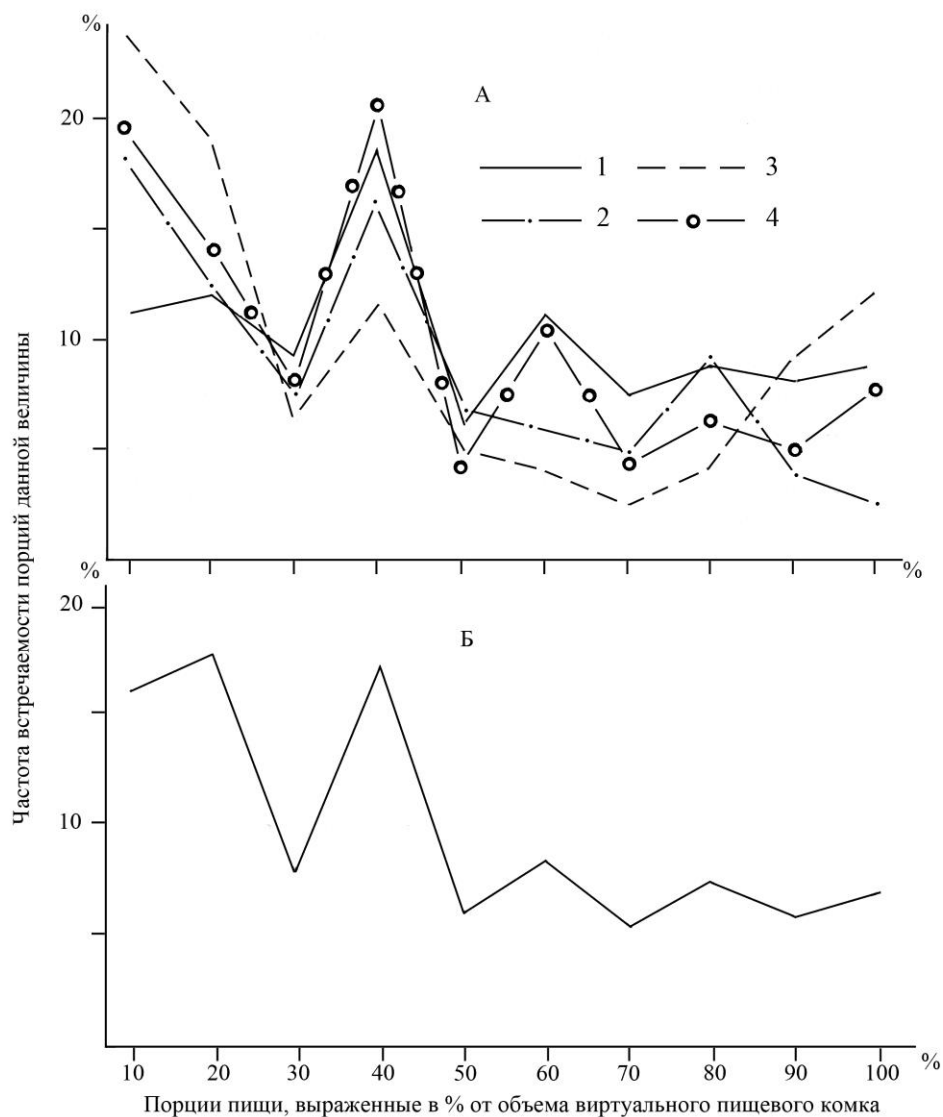 %
А
20
1
3
2
4
10
%
%
20
Б
10
%
10 20 30 40 50 60 70 80 90 100
Частота встречаемости порций данной величины
Порции пищи, выраженные в % от объема виртуального пищевого комка